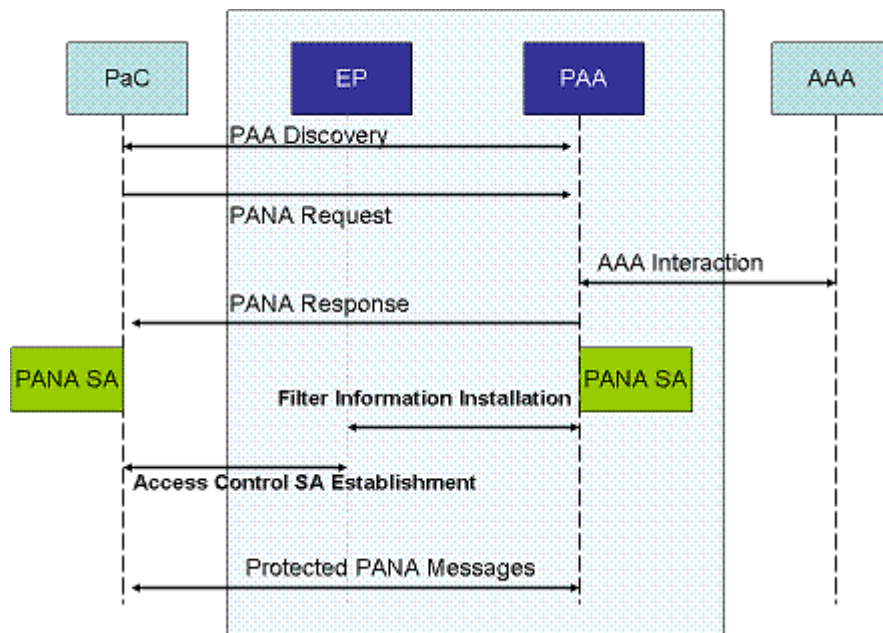 PaC
EP
PAA
AAA
PAA Discovery
PANA Request
AAA Interaction
PANA Response
PANA SA
PANA SA
Filter Information Installation
Access Control SA Establishment
Protected PANA Messages